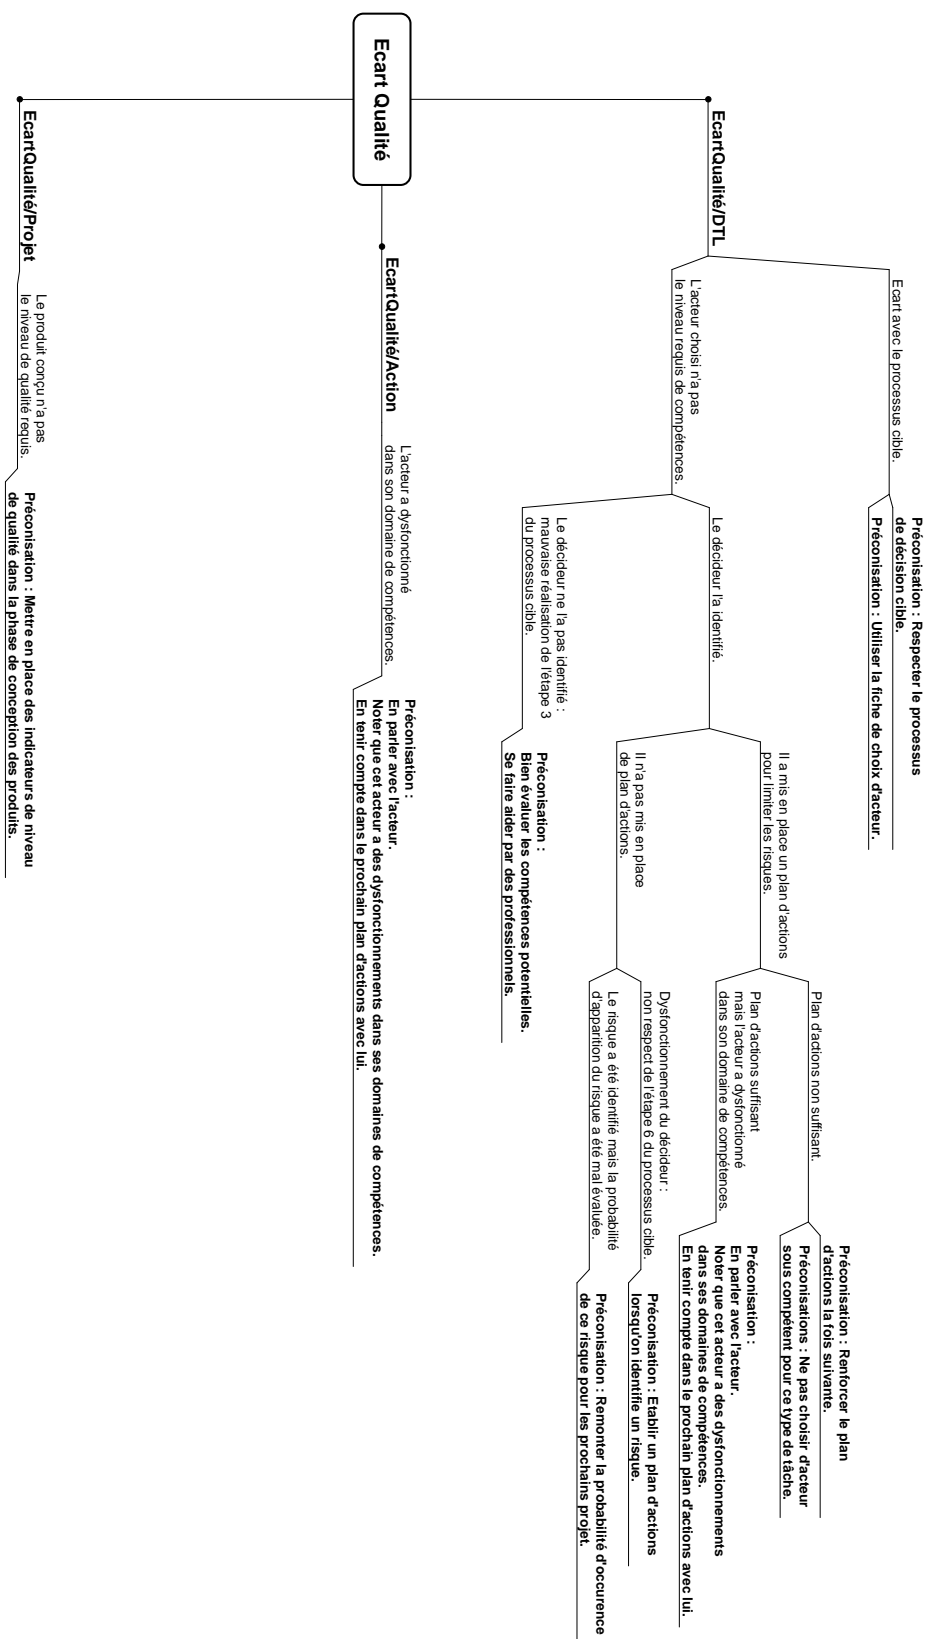 Ecart Qualité
EcartQualité/DTL
Ecart avec le processus cible.
Préconisation : Respecter le processus
de décision cible.
Préconisation : Utiliser la fiche de choix d'acteur.
L'acteur choisi n'a pas
le niveau requis de compétences.
Le décideur l'a identifié.
Il a mis en place un plan d'actions
pour limiter les risques.
Plan d'actions non suffisant.
Préconisation : Renforcer le plan
d'actions la fois suivante.
Préconisations : Ne pas choisir d'acteur
sous compétent pour ce type de tâche.
Plan d'actions suffisant
mais l'acteur a dysfonctionné
dans son domaine de compétences.
Préconisation :
En parler avec l'acteur.
Noter que cet acteur a des dysfonctionnements
dans ses domaines de compétences.
En tenir compte dans le prochain plan d'actions avec lui.
Il n'a pas mis en place
de plan d'actions.
Dysfonctionnement du décideur :
non respect de l'étape 6 du processus cible.
Préconisation : Etablir un plan d'actions
lorsqu'on identifie un risque.
Le risque a été identifié mais la probabilité
d'apparition du risque a été mal évaluée.
Préconisation : Remonter la probabilité d'occurence
de ce risque pour les prochains projet.
Le décideur ne l'a pas identifié :
mauvaise réalisation de l'étape 3
du processus cible.
Préconisation :
Bien évaluer les compétences potentielles.
Se faire aider par des professionnels.
EcartQualité/Action
L'acteur a dysfonctionné
dans son domaine de compétences.
Préconisation :
En parler avec l'acteur.
Noter que cet acteur a des dysfonctionnements dans ses domaines de compétences.
En tenir compte dans le prochain plan d'actions avec lui.
EcartQualité/Projet
Le produit conçu n'a pas
le niveau de qualité requis.
Préconisation : Mettre en place des indicateurs de niveau
de qualité dans la phase de conception des produits.